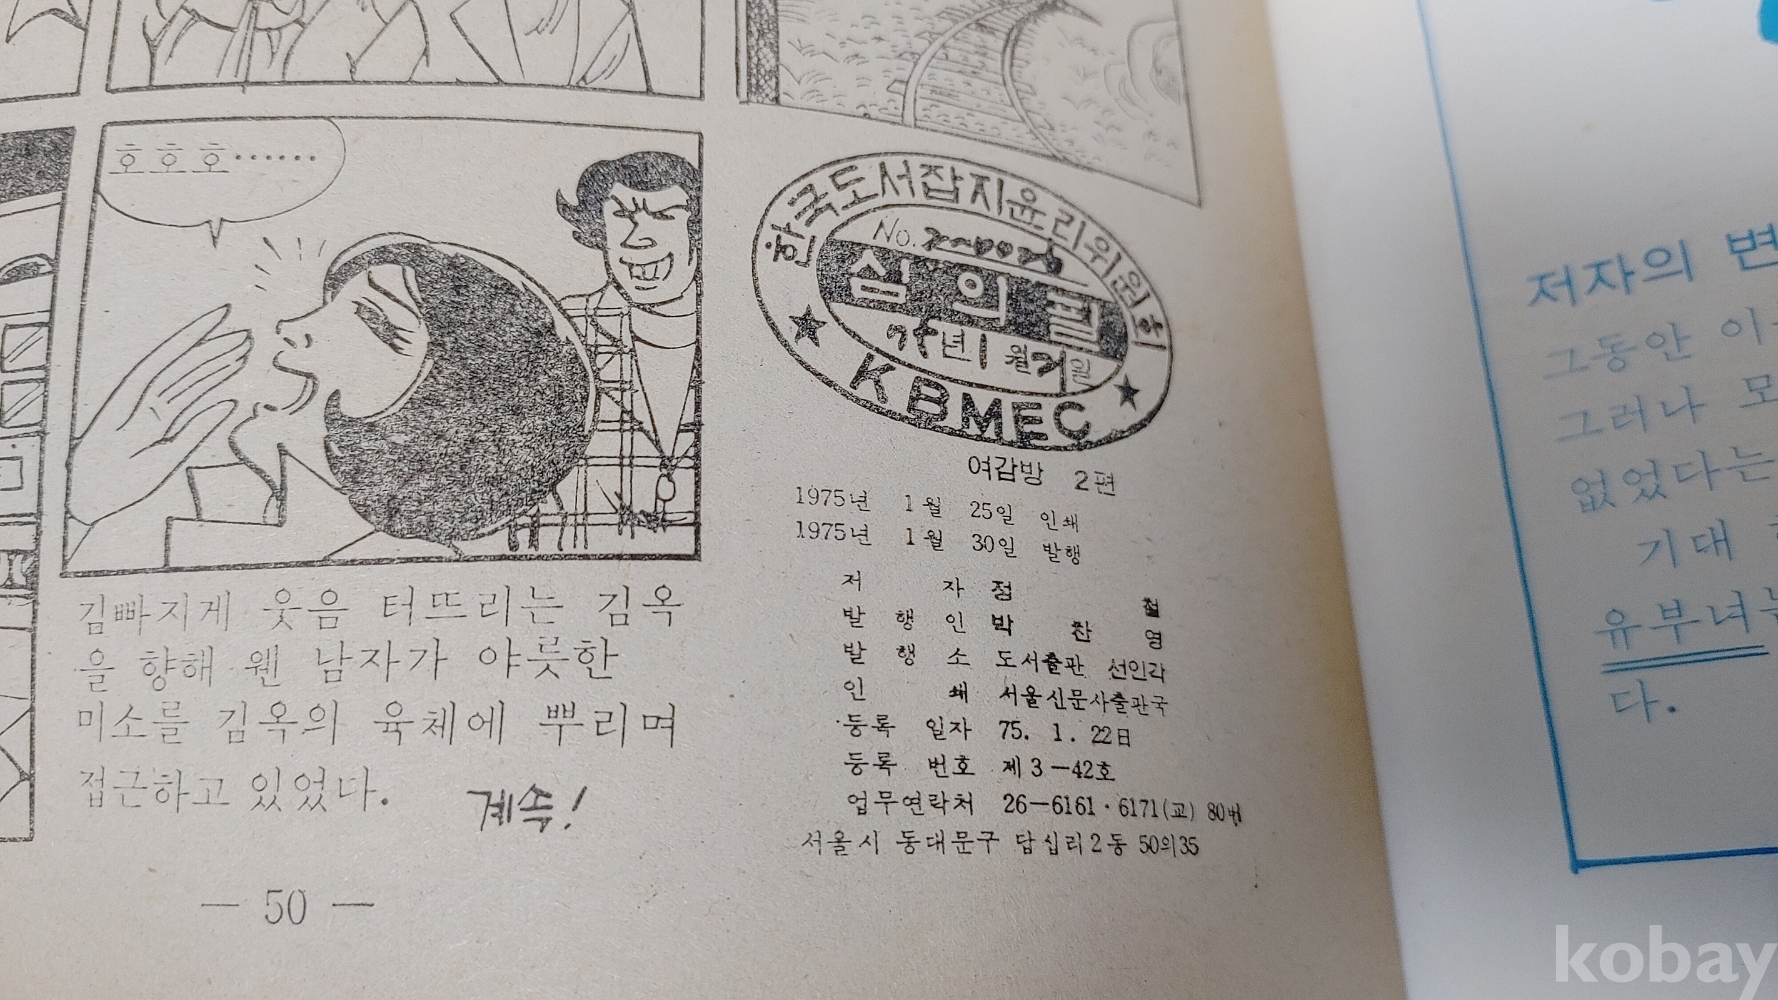 호호호……
김빠지게 웃음 터뜨리는 김옥
을 향해 웬 남자가 야릇한
미소를 김옥의 육체에 뿌리며
접근하고 있었다.
계속!
— 50 —
한국도서잡지윤리위원회
No.
심의필
년 1월 일
KBMEC
여감방 2편
1975년 1월 25일 인쇄
1975년 1월 30일 발행
저 자 정 철
발 행 인 박 찬 영
발 행 소 도서출판 선인각
인 쇄 서울신문사출판국
등록 일자 75. 1. 22日
등록 번호 제3-42호
업무연락처 26-6161·6171(교) 80번
서울시 동대문구 답십리2동 50의35
저자의 변
그동안
그러나
없었다는
기대
유부녀는
다.
kobay